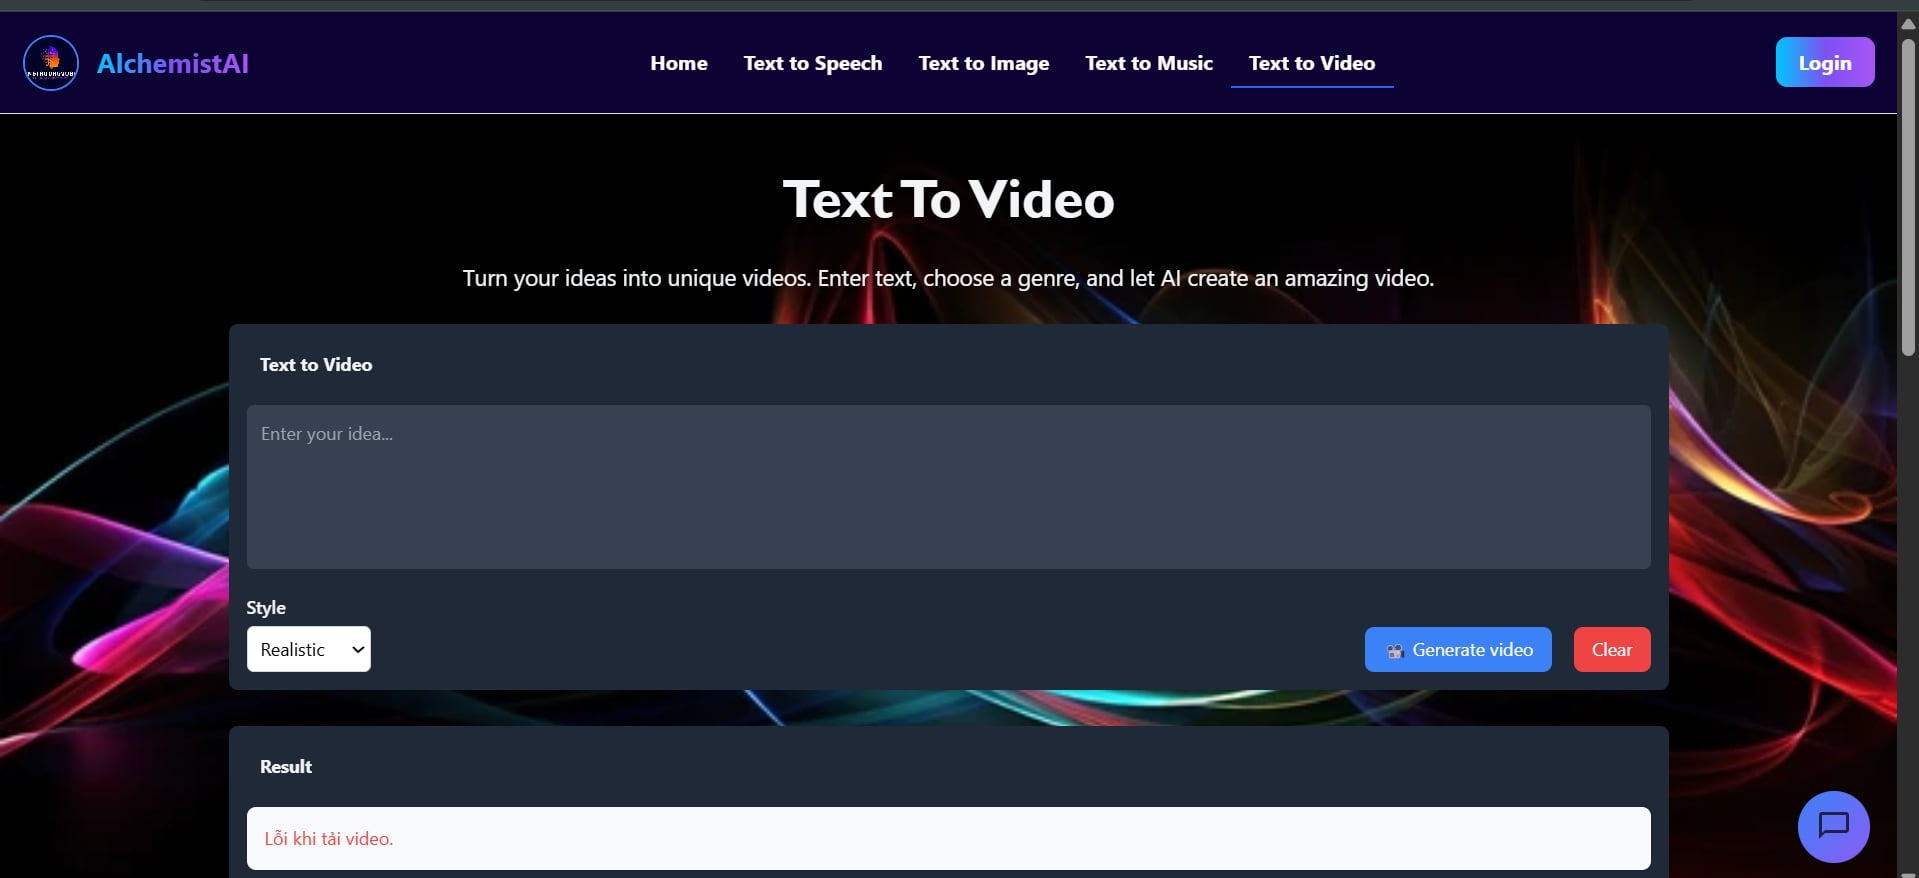 AlchemistAI
Home
Text to Speech
Text to Image
Text to Music
Text to Video
Login
Text To Video
Turn your ideas into unique videos. Enter text, choose a genre, and let AI create an amazing video.
Text to Video
Enter your idea...
Style
Realistic
Generate video
Clear
Result
Lỗi khi tải video.